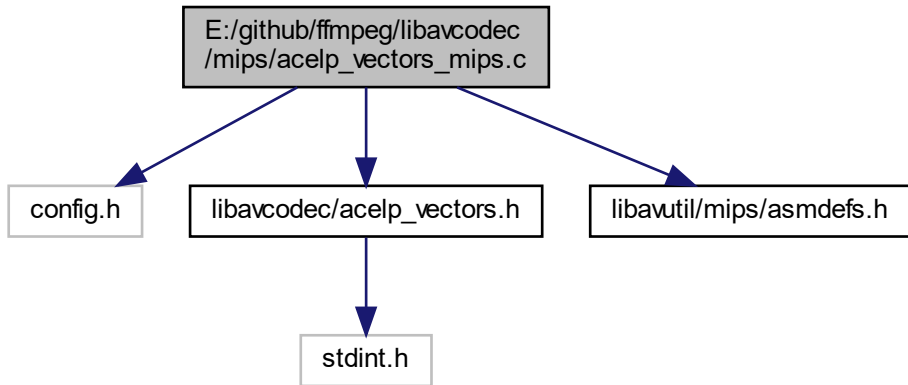 E:/github/ffmpeg/libavcodec
/mips/acelp_vectors_mips.c
config.h
libavcodec/acelp_vectors.h
libavutil/mips/asmdefs.h
stdint.h